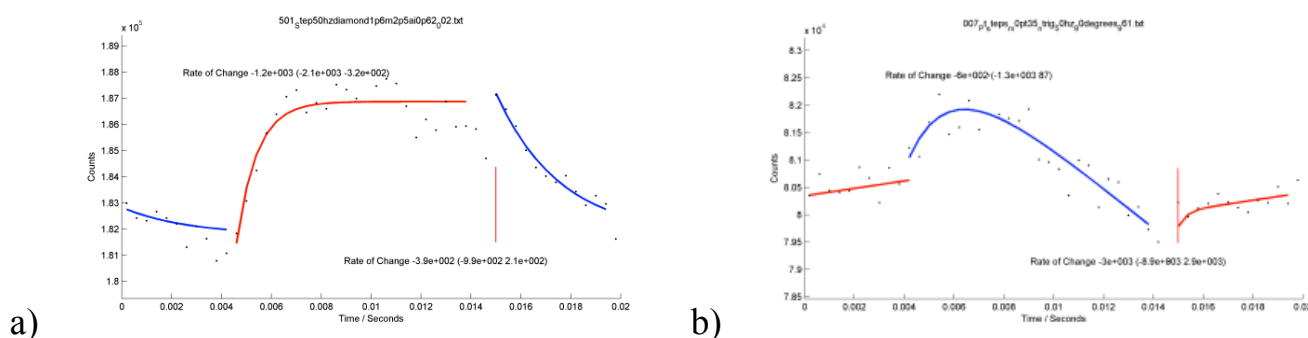 501Step50hzdiamond1p6m2p5ai0p62002.txt
x 10⁵
1.89
1.88
1.87
1.86
1.85
1.84
1.83
1.82
1.81
1.8
Counts
Rate of Change -1.2e+003 (-2.1e+003 -3.2e+002)
Rate of Change -3.9e+002 (-9.9e+002 2.1e+002)
0 0.002 0.004 0.006 0.008 0.01 0.012 0.014 0.016 0.018 0.02
Time / Seconds
a)
x 10⁴
8.3
8.25
8.2
8.15
8.1
8.05
8
7.95
7.9
7.85
Counts
Rate of Change -6e+002 (-1.3e+003 87)
Rate of Change -3e+003 (-8.9e+003 2.9e+003)
0 0.002 0.004 0.006 0.008 0.01 0.012 0.014 0.016 0.018 0.02
Time / Seconds
b)